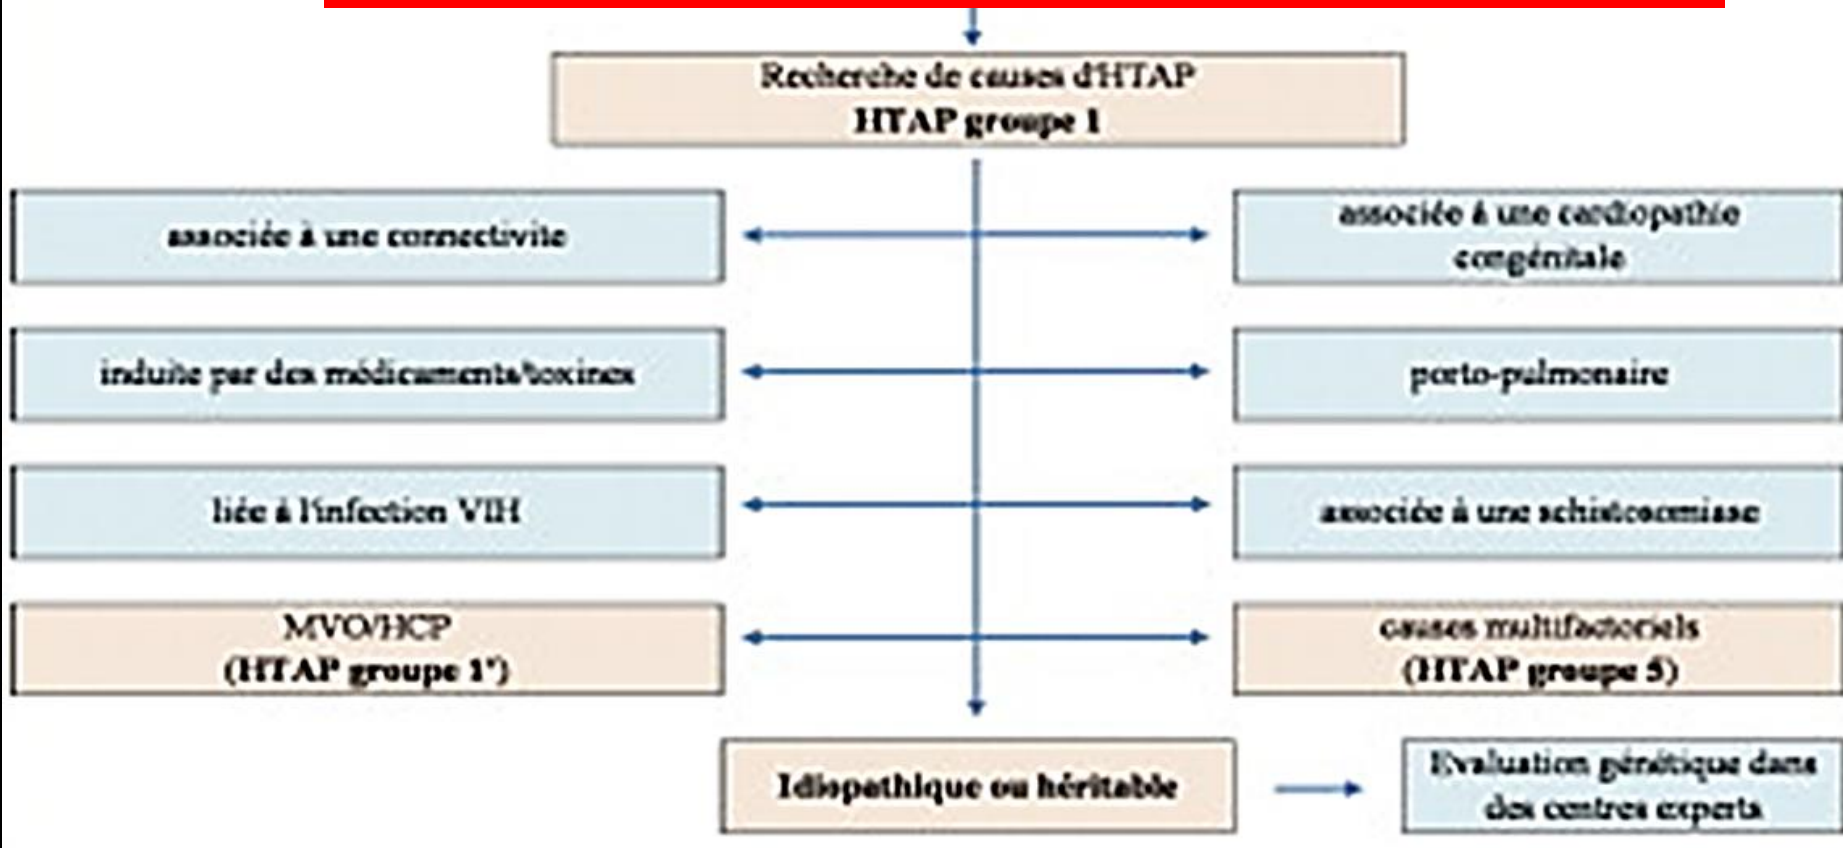 Recherche de causes d'HTAP
HTAP groupe 1
associée à une connectivite
associée à une cardiopathie
congénitale
induite par des médicaments/toxines
porto-pulmonaire
liée à l'infection VIH
associée à une schistosomiase
MVO/HCP
(HTAP groupe 1')
causes multifactoriels
(HTAP groupe 5)
Idiopathique ou héritable
Evaluation génétique dans
des centres experts